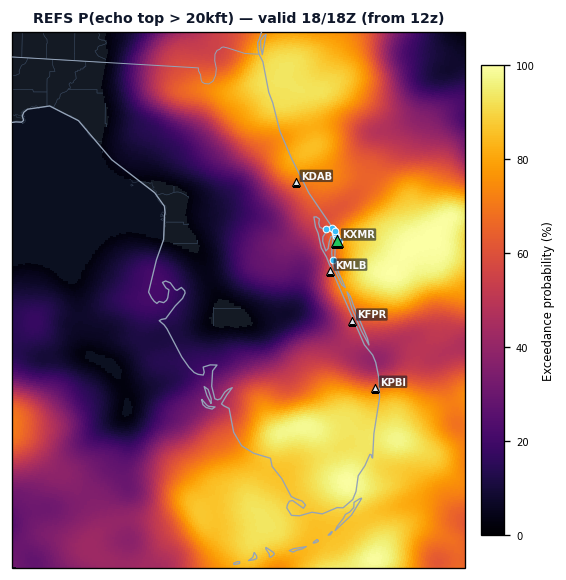 REFS P(echo top > 20kft) — valid 18/18Z (from 12z)
KDAB
KXMR
KMLB
KFPR
KPBI
100
80
60
40
20
0
Exceedance probability (%)